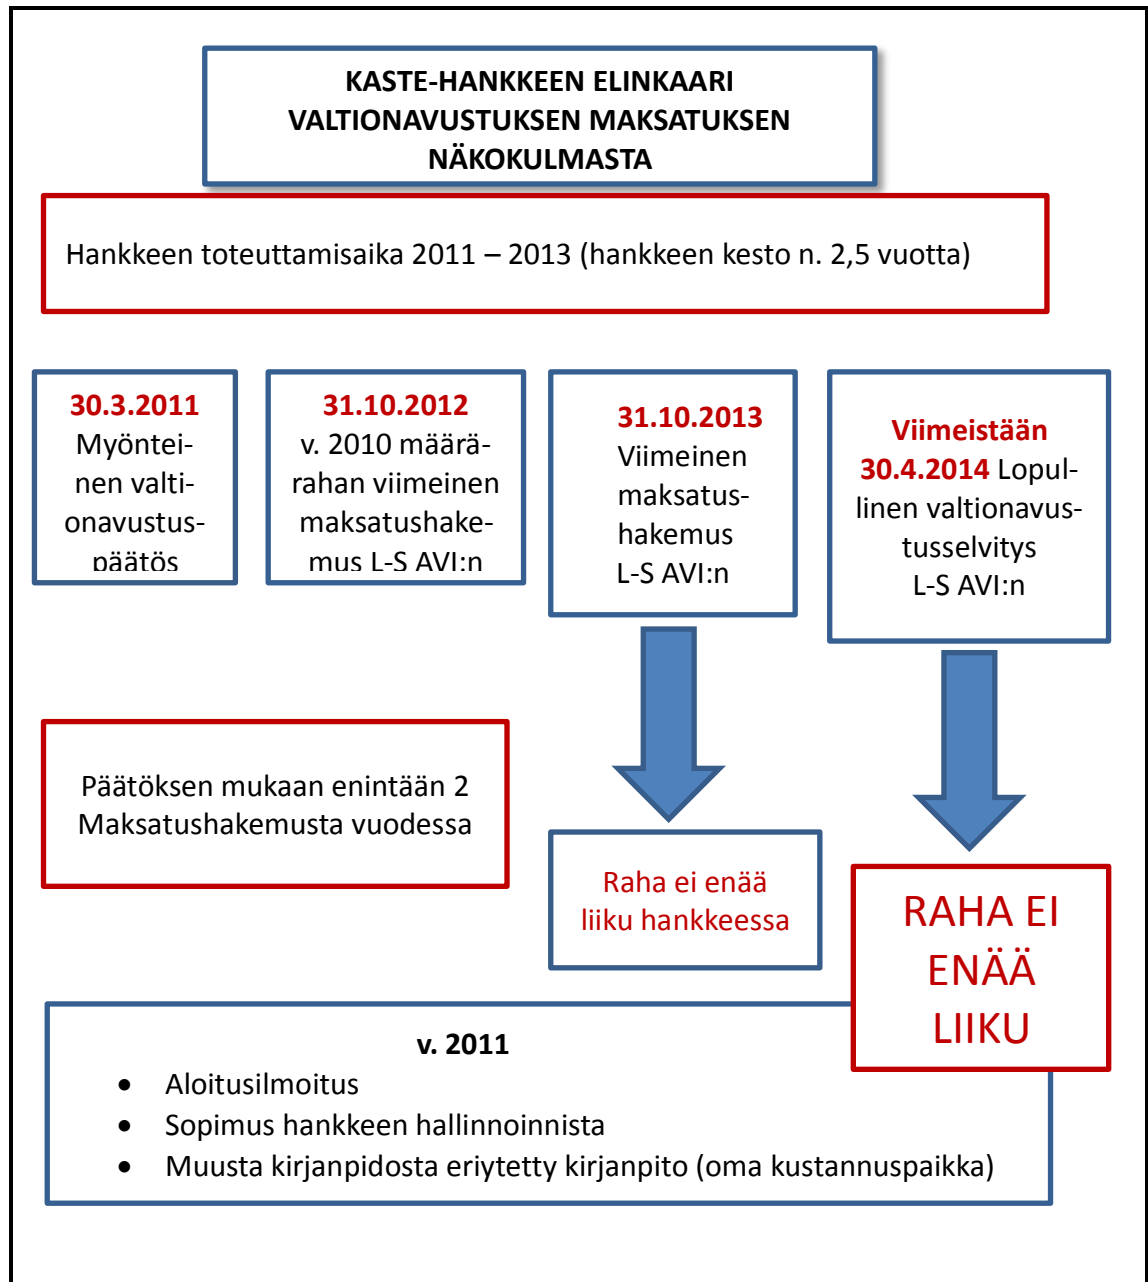 KASTE-HANKKEEN ELINKAARI
VALTIONAVUSTUKSEN MAKSATUKSEN
NÄKOKULMASTA
Hankkeen toteuttamisaika 2011 – 2013 (hankkeen kesto n. 2,5 vuotta)
30.3.2011
Myöntei-
nen valti-
onavustus-
päätös
31.10.2012
v. 2010 määrä-
rahan viimeinen
maksatushake-
mus L-S AVI:n
31.10.2013
Viimeinen
maksatus-
hakemus
L-S AVI:n
Viimeistään
30.4.2014 Lopul-
linen valtionavus-
tusselvitys
L-S AVI:n
Päätöksen mukaan enintään 2
Maksatushakemusta vuodessa
Raha ei enää
liiku hankkeessa
RAHA EI
ENÄÄ
LIIKU
v. 2011
• Aloitusilmoitus
• Sopimus hankkeen hallinnoinnista
• Muusta kirjanpidosta eriytetty kirjanpito (oma kustannuspaikka)